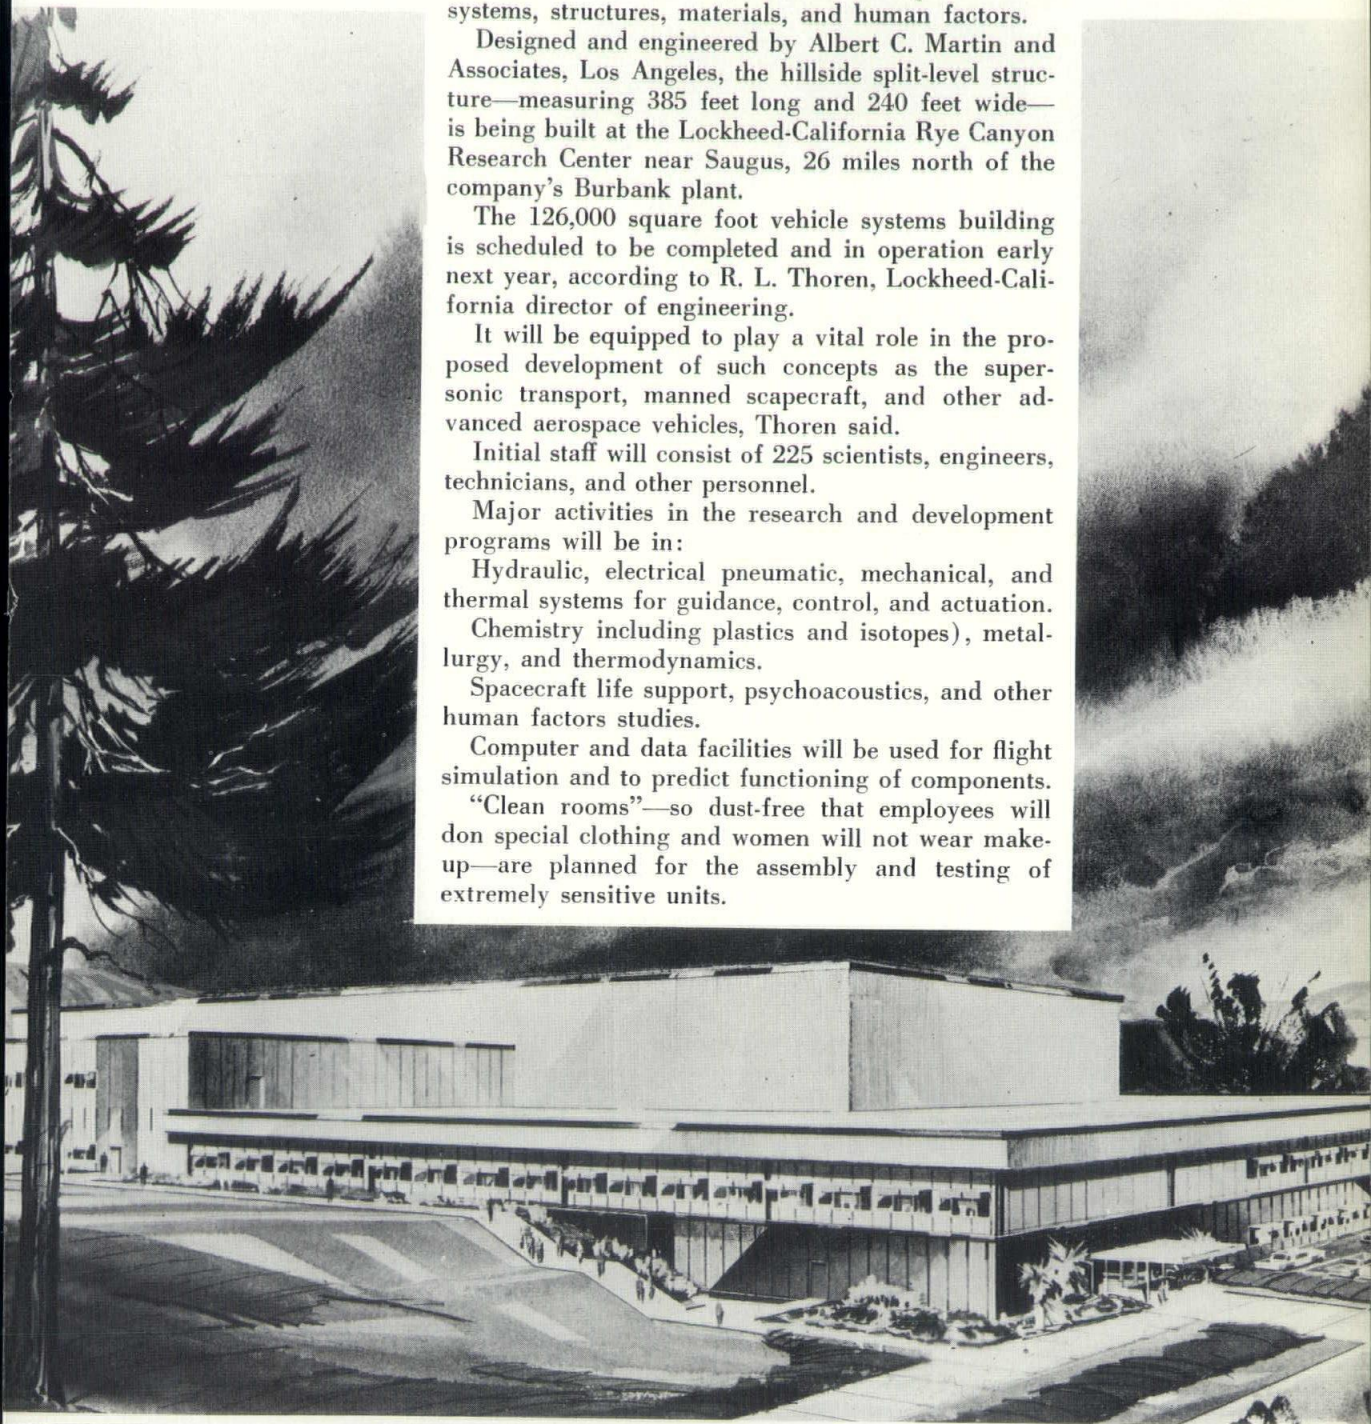 systems, structures, materials, and human factors.
Designed and engineered by Albert C. Martin and
Associates, Los Angeles, the hillside split-level struc-
ture—measuring 385 feet long and 240 feet wide—
is being built at the Lockheed-California Rye Canyon
Research Center near Saugus, 26 miles north of the
company's Burbank plant.
The 126,000 square foot vehicle systems building
is scheduled to be completed and in operation early
next year, according to R. L. Thoren, Lockheed-Cali-
fornia director of engineering.
It will be equipped to play a vital role in the pro-
posed development of such concepts as the super-
sonic transport, manned scapecraft, and other ad-
vanced aerospace vehicles, Thoren said.
Initial staff will consist of 225 scientists, engineers,
technicians, and other personnel.
Major activities in the research and development
programs will be in:
Hydraulic, electrical pneumatic, mechanical, and
thermal systems for guidance, control, and actuation.
Chemistry including plastics and isotopes), metal-
lurgy, and thermodynamics.
Spacecraft life support, psychoacoustics, and other
human factors studies.
Computer and data facilities will be used for flight
simulation and to predict functioning of components.
"Clean rooms"—so dust-free that employees will
don special clothing and women will not wear make-
up—are planned for the assembly and testing of
extremely sensitive units.